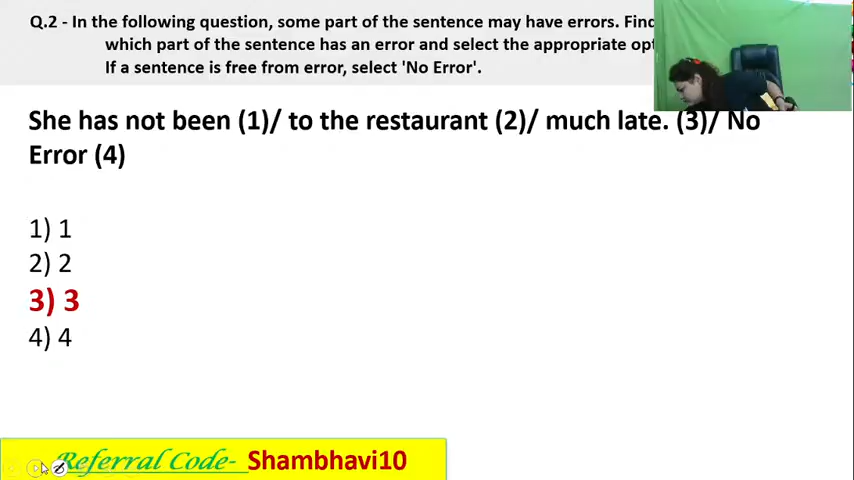 Q.2 - In the following question, some part of the sentence may have errors. Find
which part of the sentence has an error and select the appropriate
If a sentence is free from error, select 'No Error'.
She has not been (1)/ to the restaurant (2)/ much late. (3)/ No
Error (4)
1) 1
2) 2
3) 3
4) 4
Referral Code- Shambhavi10